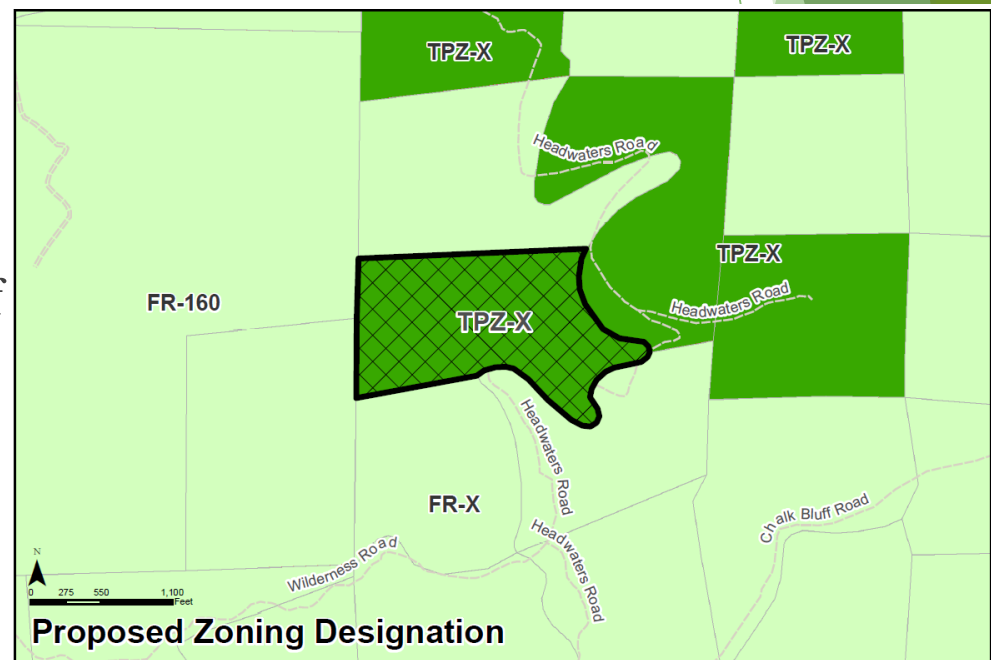 TPZ-X
TPZ-X
Headwaters Road
TPZ-X
Headwaters Road
FR-160
TPZ-X
Headwaters Road
FR-X
Chalk Bluff Road
Headwaters Road
Wilderness Road
N
0 275 550 1,100
Feet
Proposed Zoning Designation